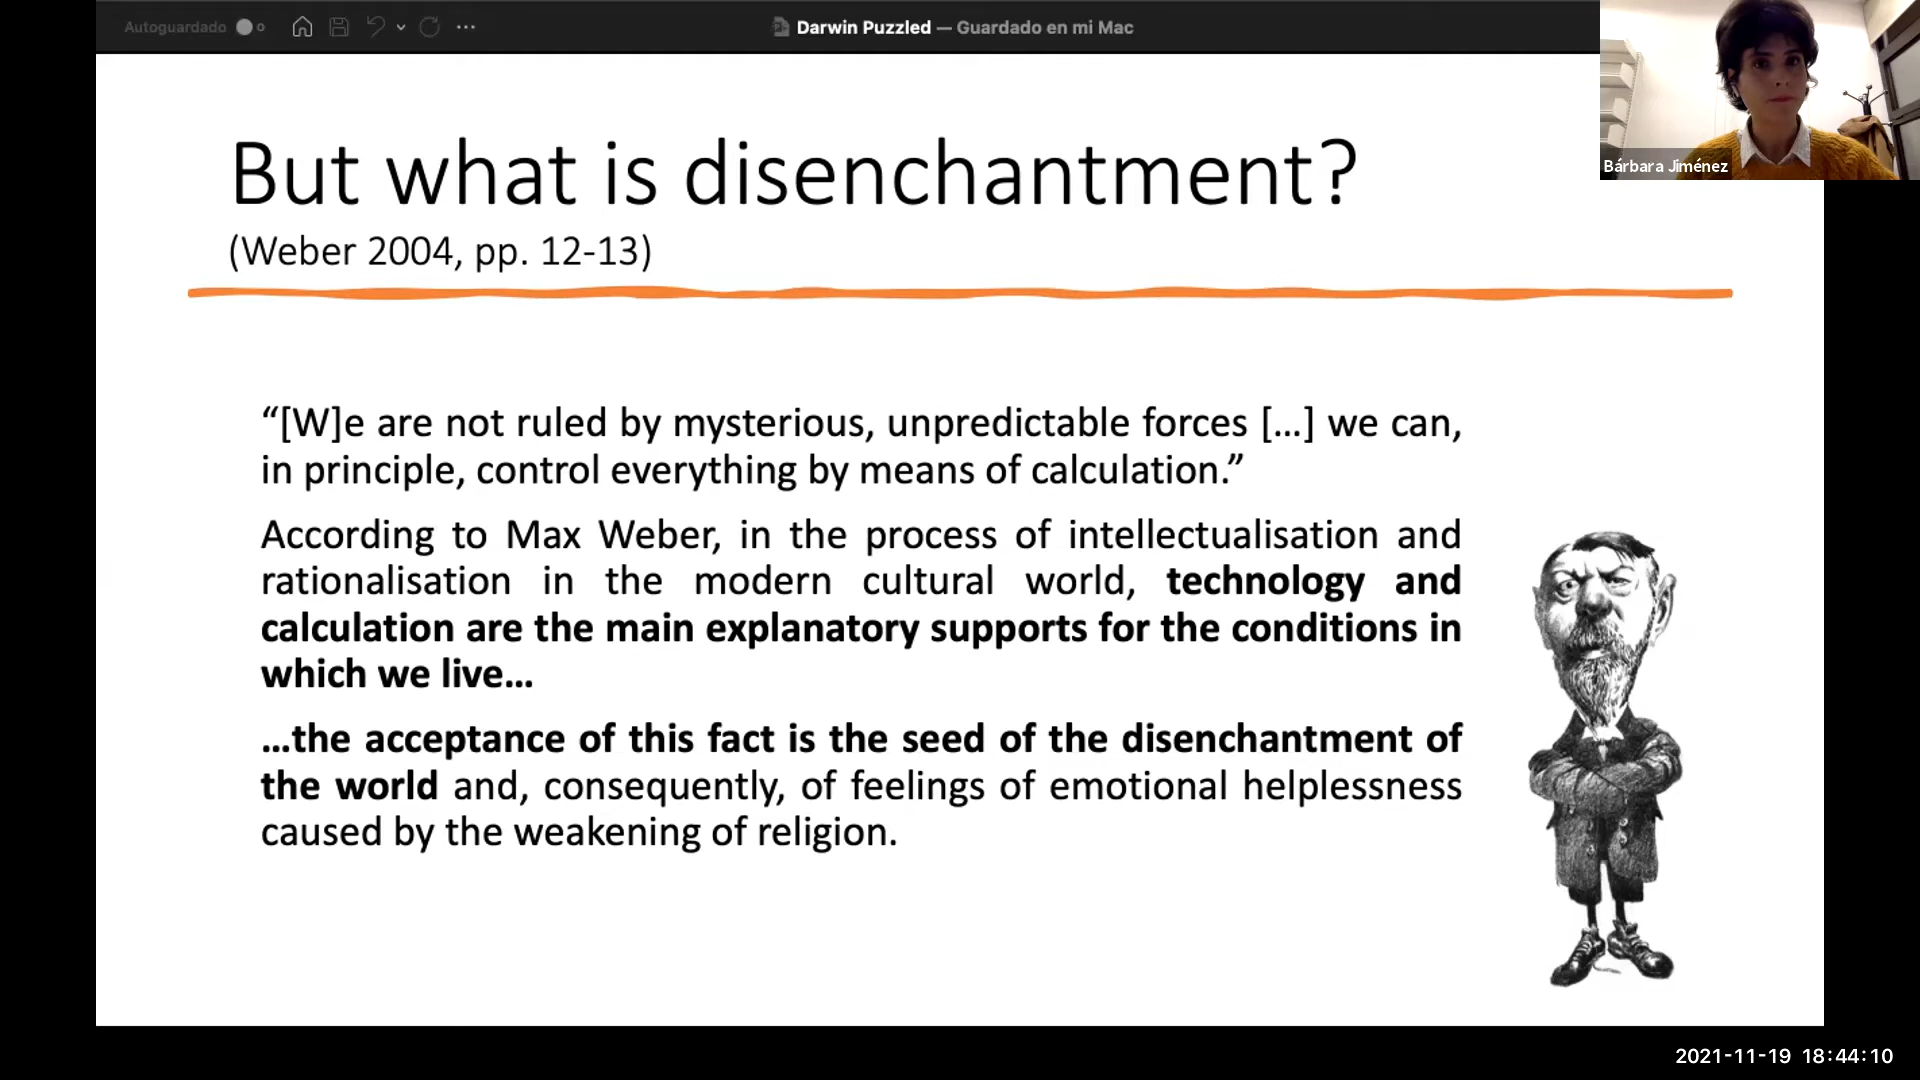 Autoguardado
Darwin Puzzled — Guardado en mi Mac
Bárbara Jiménez
But what is disenchantment?
(Weber 2004, pp. 12-13)
“[W]e are not ruled by mysterious, unpredictable forces […] we can,
in principle, control everything by means of calculation.”
According to Max Weber, in the process of intellectualisation and
rationalisation in the modern cultural world, technology and
calculation are the main explanatory supports for the conditions in
which we live…
…the acceptance of this fact is the seed of the disenchantment of
the world and, consequently, of feelings of emotional helplessness
caused by the weakening of religion.
2021-11-19 18:44:10